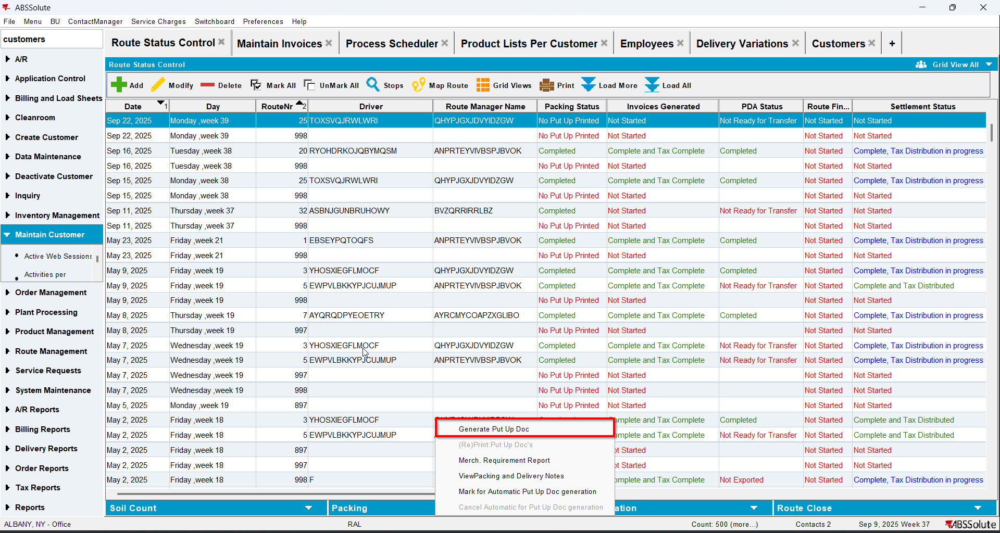 ABSSolute
File Menu BU ContactManager Service Charges Switchboard Preferences Help
customers
Route Status Control Maintain Invoices Process Scheduler Product Lists Per Customer Employees Delivery Variations Customers +
Route Status Control Grid View All
Add Modify Delete Mark All UnMark All Stops Map Route Grid Views Print Load More Load All
A/R
Application Control
Billing and Load Sheets
Cleanroom
Create Customer
Data Maintenance
Deactivate Customer
Inquiry
Inventory Management
Maintain Customer
Active Web Sessions
Activities per
Order Management
Plant Processing
Product Management
Route Management
Service Requests
System Maintenance
A/R Reports
Billing Reports
Delivery Reports
Order Reports
Tax Reports
Reports
Date 1 Day RouteNr 2 Driver Route Manager Name Packing Status Invoices Generated PDA Status Route Fin... Settlement Status
Sep 22, 2025 Monday ,week 39 25 TOXSVQJRWLWRI QHYPJGXJDVYIDZGW No Put Up Printed Not Started Not Ready for Transfer Not Started Not Started
Sep 22, 2025 Monday ,week 39 998 No Put Up Printed Not Started Not Started Not Started
Sep 16, 2025 Tuesday ,week 38 20 RYOHDRKOJQBYMQSM ANPRTEYVIVBSPJBVOK Completed Complete and Tax Complete Completed Not Started Complete, Tax Distribution in progress
Sep 16, 2025 Tuesday ,week 38 998 No Put Up Printed Not Started Not Started Not Started
Sep 15, 2025 Monday ,week 38 25 TOXSVQJRWLWRI QHYPJGXJDVYIDZGW Completed Complete and Tax Complete Completed Not Started Complete, Tax Distribution in progress
Sep 15, 2025 Monday ,week 38 998 No Put Up Printed Not Started Not Started Not Started
Sep 11, 2025 Thursday ,week 37 32 ASBNJGUNBRUHOWY BVZQRRIRRLBZ Completed Not Started Not Ready for Transfer Not Started Not Started
Sep 11, 2025 Thursday ,week 37 998 No Put Up Printed Not Started Not Started Not Started
May 23, 2025 Friday ,week 21 1 EBSEYPQTOQFS ANPRTEYVIVBSPJBVOK Completed Complete and Tax Complete Completed Not Started Complete, Tax Distribution in progress
May 23, 2025 Friday ,week 21 998 No Put Up Printed Not Started Not Started Not Started
May 9, 2025 Friday ,week 19 3 YHOSXIEGFLMOCF QHYPJGXJDVYIDZGW Completed Complete and Tax Complete Completed Not Started Complete, Tax Distribution in progress
May 9, 2025 Friday ,week 19 5 EWPVLBKKYPJCUJMUP ANPRTEYVIVBSPJBVOK Completed Complete and Tax Complete Not Ready for Transfer Not Started Complete and Tax Distributed
May 9, 2025 Friday ,week 19 998 No Put Up Printed Not Started Not Started Not Started
May 8, 2025 Thursday ,week 19 7 AYQRQDPYEOETRY AYRCMYCOAPZXGLIBO Completed Complete and Tax Complete Completed Not Started Complete, Tax Distribution in progress
May 8, 2025 Thursday ,week 19 997 No Put Up Printed Not Started Not Started Not Started
May 7, 2025 Wednesday ,week 19 3 YHOSXIEGFLMOCF QHYPJGXJDVYIDZGW Completed Complete and Tax Complete Not Ready for Transfer Not Started Complete, Tax Distribution in progress
May 7, 2025 Wednesday ,week 19 5 EWPVLBKKYPJCUJMUP ANPRTEYVIVBSPJBVOK Completed Complete and Tax Complete Not Ready for Transfer Not Started Complete, Tax Distribution in progress
May 7, 2025 Wednesday ,week 19 997 No Put Up Printed Not Started Not Started Not Started
May 7, 2025 Wednesday ,week 19 998 No Put Up Printed Not Started Not Started Not Started
May 5, 2025 Monday ,week 19 897 No Put Up Printed Not Started Not Started Not Started
May 2, 2025 Friday ,week 18 3 YHOSXIEGFLMOCF omplete and Tax Complete Completed Not Started Complete and Tax Distributed
May 2, 2025 Friday ,week 18 5 EWPVLBKKYPJCUJMUP omplete and Tax Complete Not Ready for Transfer Not Started Complete and Tax Distributed
May 2, 2025 Friday ,week 18 897 ot Started Not Started Not Started
May 2, 2025 Friday ,week 18 997 ot Started Not Started Not Started
May 2, 2025 Friday ,week 18 998 F omplete and Tax Complete Not Exported Not Started Complete, Tax Distribution in progress
Generate Put Up Doc
(Re)Print Put Up Doc's
Merch. Requirement Report
ViewPacking and Delivery Notes
Mark for Automatic Put Up Doc generation
Cancel Automatic for Put Up Doc generation
Soil Count Packing ation Route Close
ALBANY, NY - Office RAL Count: 500 (more...) Contacts 2 Sep 9, 2025 Week 37 ABSSolute